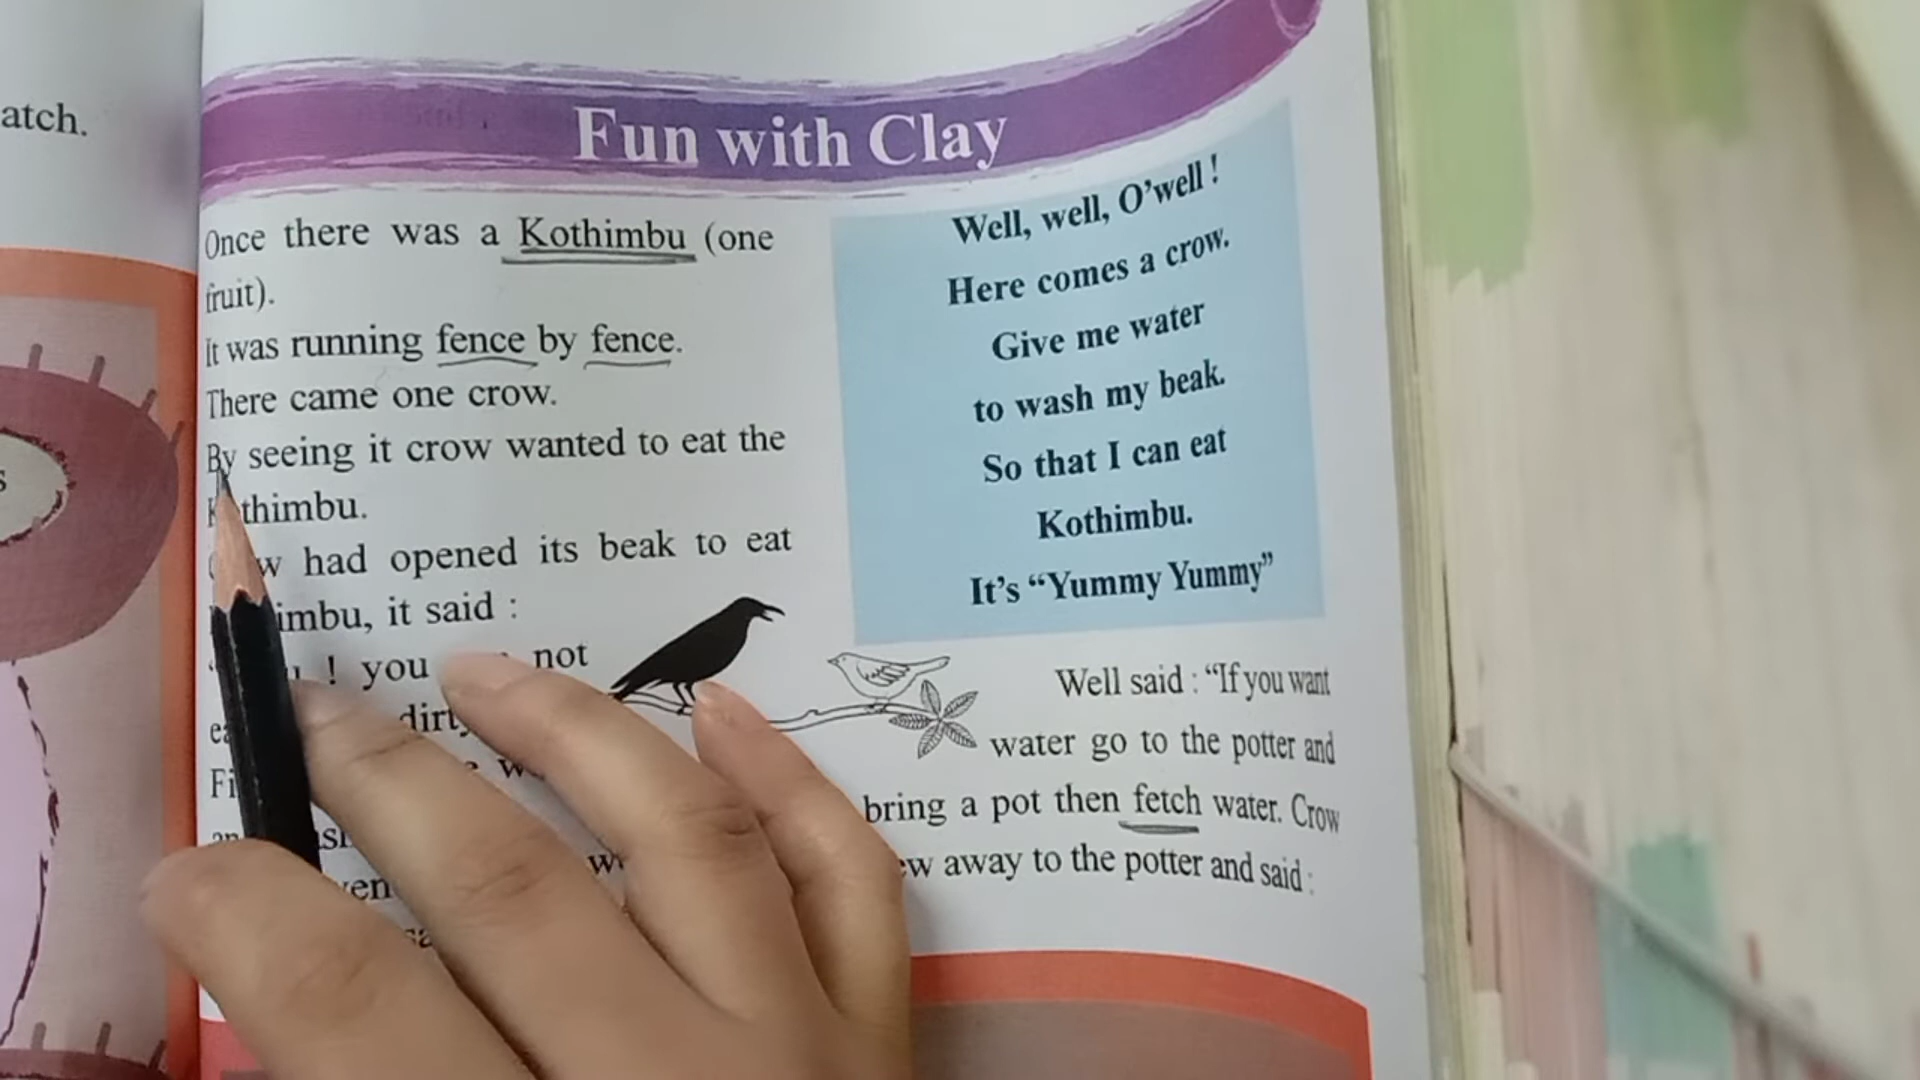 atch.
Fun with Clay
Once there was a Kothimbu (one
fruit).
It was running fence by fence.
There came one crow.
By seeing it crow wanted to eat the
thimbu.
had opened its beak to eat
imbu, it said :
! you not
dirty
Well, well, O'well !
Here comes a crow.
Give me water
to wash my beak.
So that I can eat
Kothimbu.
It's “Yummy Yummy”
Well said : “If you want
water go to the potter and
bring a pot then fetch water. Crow
ew away to the potter and said :